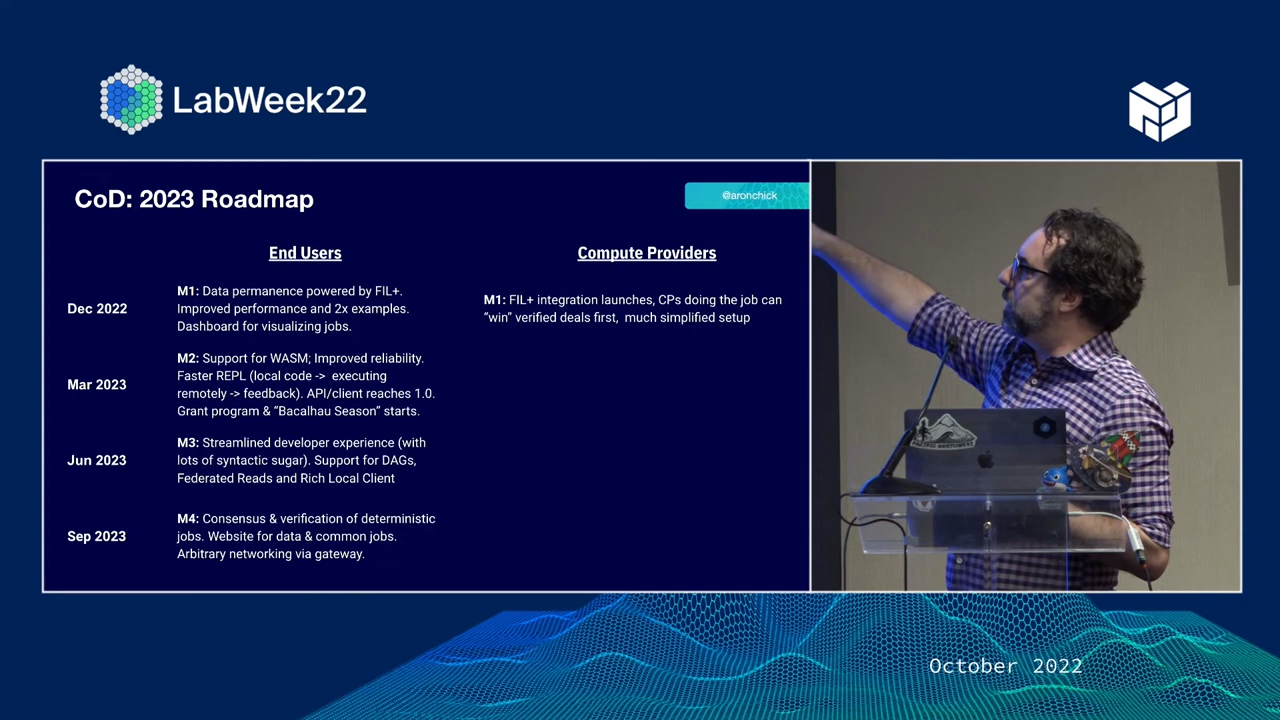 LabWeek22
CoD: 2023 Roadmap
@aronchick
End Users
Compute Providers
Dec 2022
M1: Data permanence powered by FIL+.
Improved performance and 2x examples.
Dashboard for visualizing jobs.
M1: FIL+ integration launches, CPs doing the job can
“win” verified deals first,  much simplified setup
Mar 2023
M2: Support for WASM; Improved reliability.
Faster REPL (local code ->  executing
remotely -> feedback). API/client reaches 1.0.
Grant program & “Bacalhau Season” starts.
Jun 2023
M3: Streamlined developer experience (with
lots of syntactic sugar). Support for DAGs,
Federated Reads and Rich Local Client
Sep 2023
M4: Consensus & verification of deterministic
jobs. Website for data & common jobs.
Arbitrary networking via gateway.
October 2022